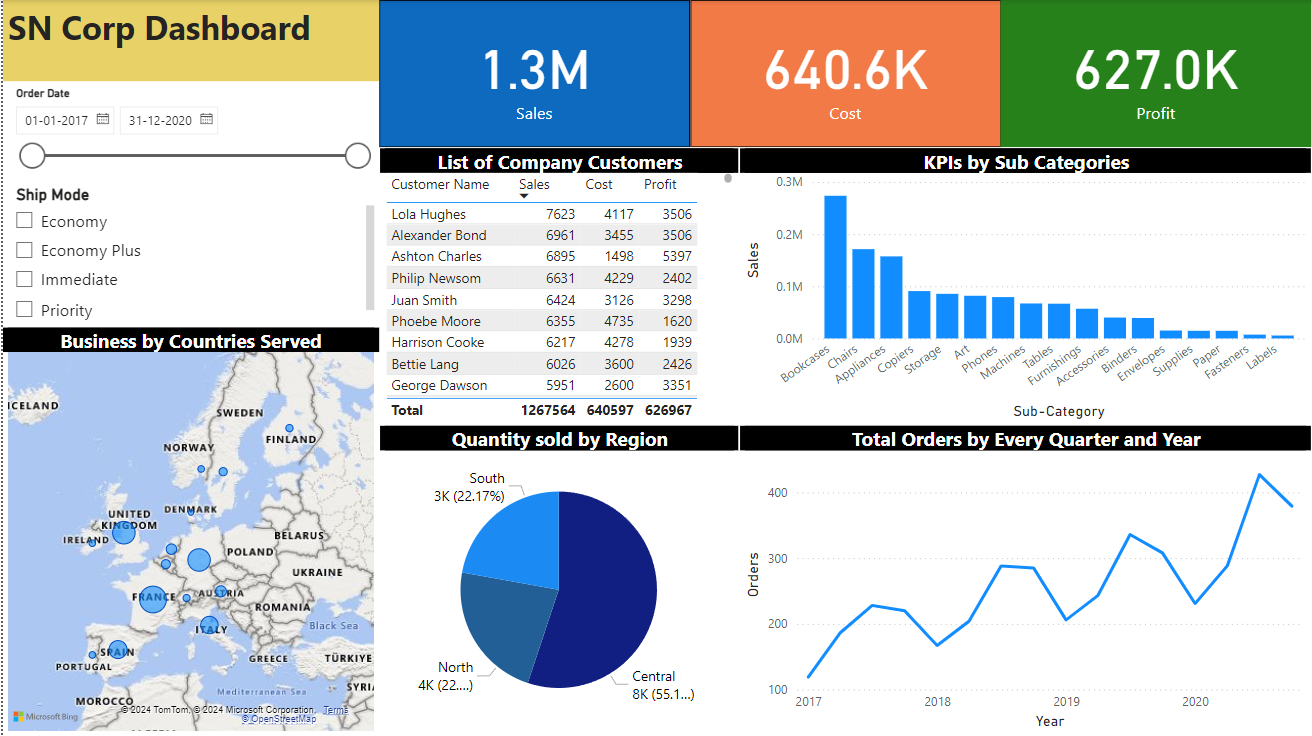 SN Corp Dashboard
Order Date
01-01-2017 31-12-2020
Ship Mode
Economy
Economy Plus
Immediate
Priority
1.3M
Sales
640.6K
Cost
627.0K
Profit
List of Company Customers
Customer Name Sales Cost Profit
Lola Hughes 7623 4117 3506
Alexander Bond 6961 3455 3506
Ashton Charles 6895 1498 5397
Philip Newsom 6631 4229 2402
Juan Smith 6424 3126 3298
Phoebe Moore 6355 4735 1620
Harrison Cooke 6217 4278 1939
Bettie Lang 6026 3600 2426
George Dawson 5951 2600 3351
Total 1267564 640597 626967
KPIs by Sub Categories
Sales
0.3M
0.2M
0.1M
0.0M
Bookcases
Chairs
Appliances
Copiers
Storage
Art
Phones
Machines
Tables
Furnishings
Accessories
Binders
Envelopes
Supplies
Paper
Fasteners
Labels
Sub-Category
Business by Countries Served
ICELAND
SWEDEN
FINLAND
NORWAY
DENMARK
UNITED
KINGDOM
IRELAND
BELARUS
POLAND
UKRAINE
FRANCE
AUSTRIA
ROMANIA
ITALY
Black Sea
SPAIN
PORTUGAL
GREECE
TÜRKIYE
Mediterranean Sea
SYRI
MOROCCO
Microsoft Bing
© 2024 TomTom, © 2024 Microsoft Corporation, Terms
© OpenStreetMap
Quantity sold by Region
South
3K (22.17%)
North
4K (22....)
Central
8K (55.1...)
Total Orders by Every Quarter and Year
Orders
400
300
200
100
2017 2018 2019 2020
Year